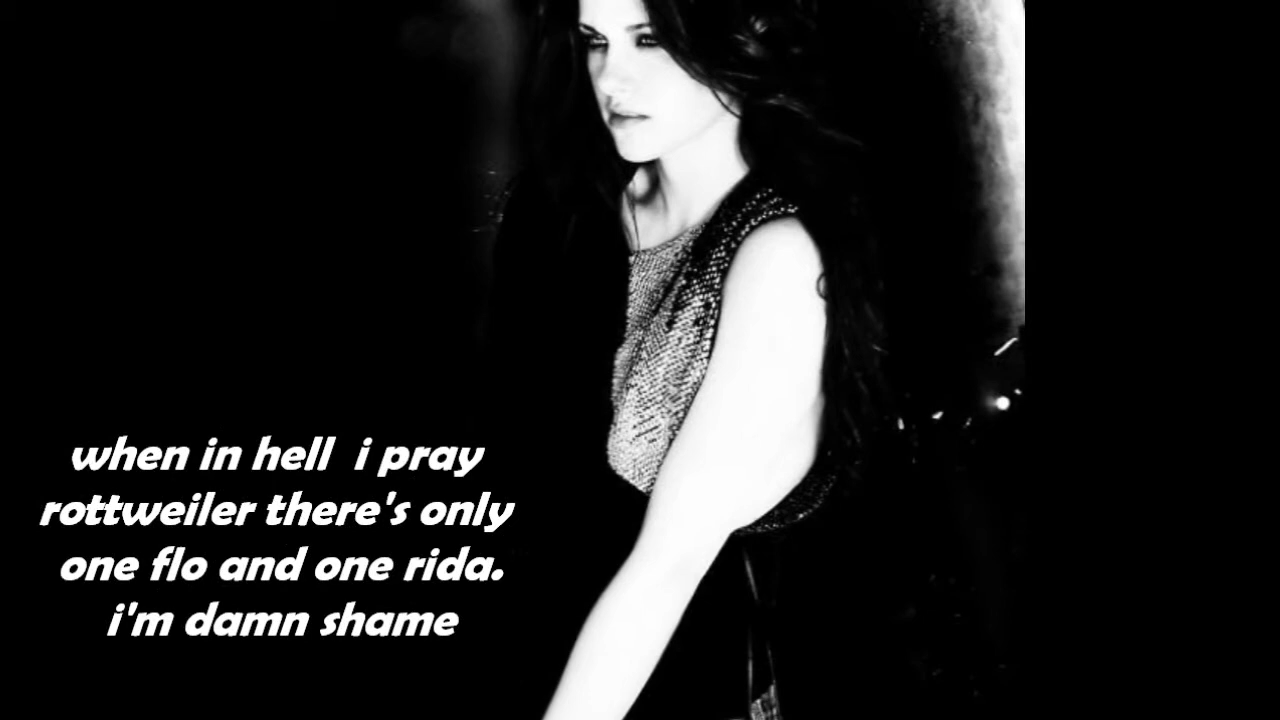 when in hell i pray
rottweiler there's only
one flo and one rida.
i'm damn shame